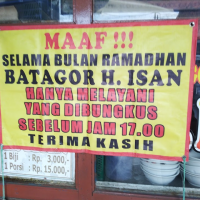 MAAF !!!
SELAMA BULAN RAMADHAN
BATAGOR H. ISAN
HANYA MELAYANI
YANG DIBUNGKUS
SEBELUM JAM 17.00
TERIMA KASIH
1 Biji : Rp. 3,000,-
1 Porsi : Rp. 15,000,-